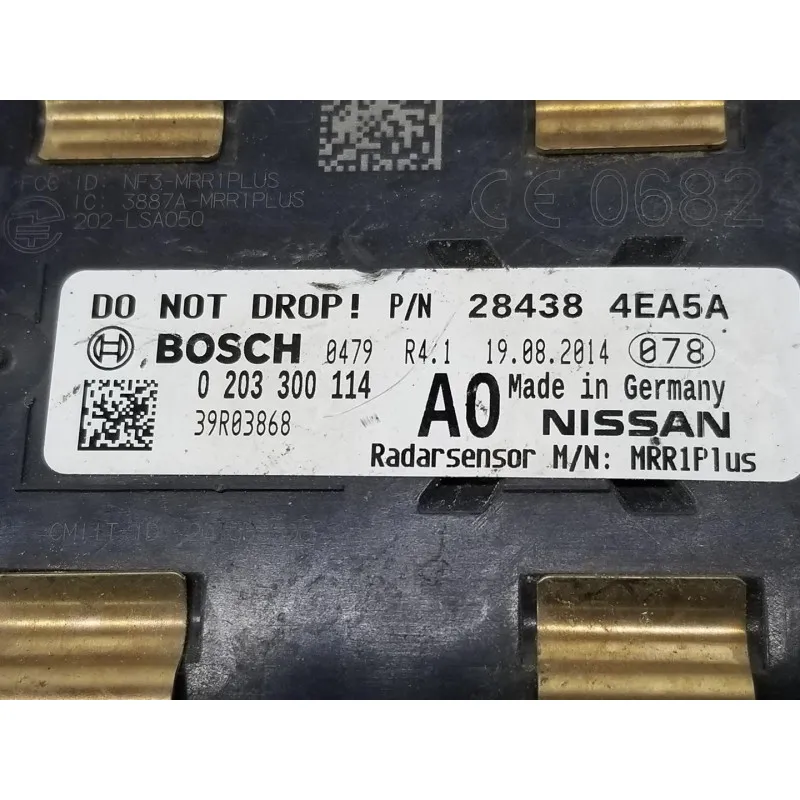 FCC ID: NF3-MRR1PLUS
IC: 3887A-MRR1PLUS
202-LSA050
CE 0682
DO NOT DROP! P/N 28438 4EA5A
BOSCH 0479 R4.1 19.08.2014 078
0 203 300 114 A0 Made in Germany
39R03868 NISSAN
Radarsensor M/N: MRR1Plus